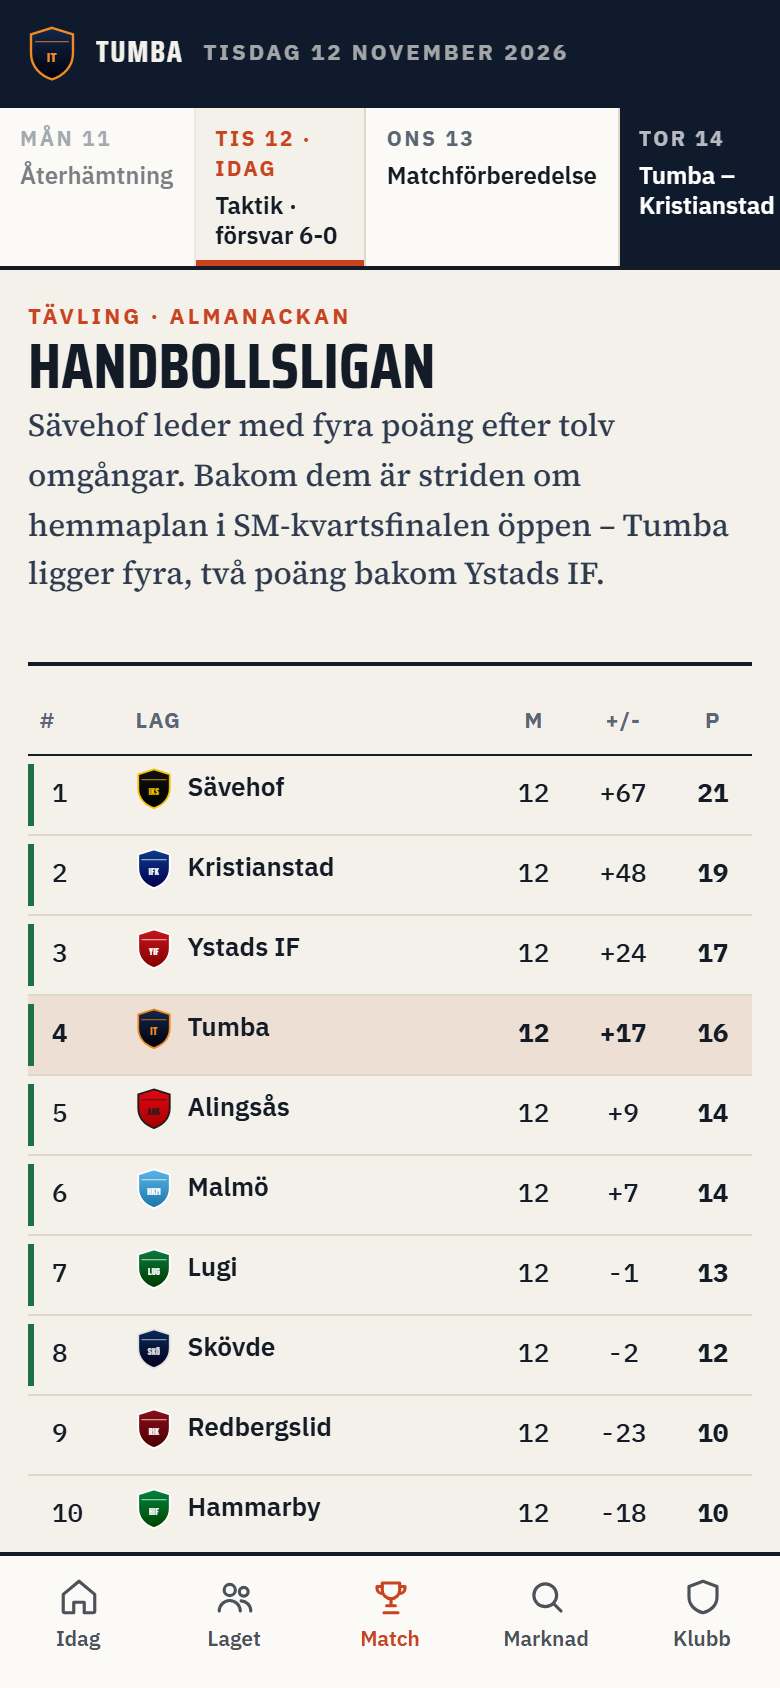 IT TUMBA TISDAG 12 NOVEMBER 2026
MÅN 11
Återhämtning
TIS 12 ·
IDAG
Taktik ·
försvar 6-0
ONS 13
Matchförberedelse
TOR 14
Tumba –
Kristianstad
TÄVLING · ALMANACKAN
HANDBOLLSLIGAN
Sävehof leder med fyra poäng efter tolv
omgångar. Bakom dem är striden om
hemmaplan i SM-kvartsfinalen öppen – Tumba
ligger fyra, två poäng bakom Ystads IF.
# LAG M +/- P
1 IKS Sävehof 12 +67 21
2 IFK Kristianstad 12 +48 19
3 YIF Ystads IF 12 +24 17
4 IT Tumba 12 +17 16
5 Alingsås 12 +9 14
6 Malmö 12 +7 14
7 LUG Lugi 12 -1 13
8 SKÖ Skövde 12 -2 12
9 Redbergslid 12 -23 10
10 Hammarby 12 -18 10
Idag Laget Match Marknad Klubb